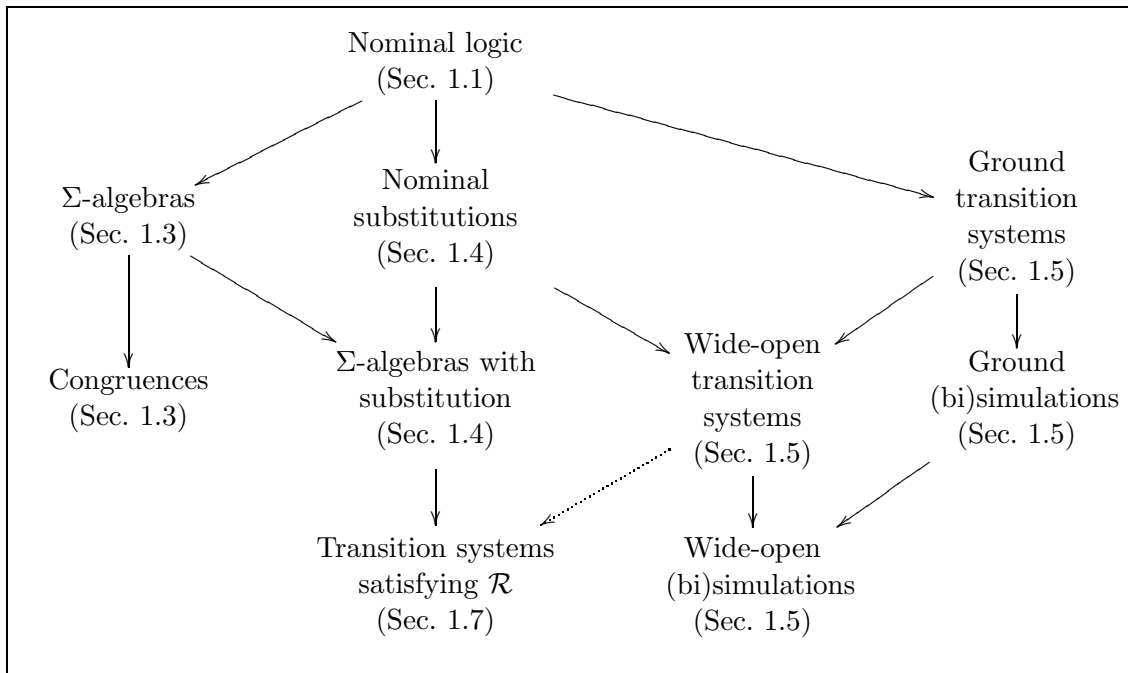 Nominal logic
(Sec. 1.1)
Σ-algebras
(Sec. 1.3)
Nominal
substitutions
(Sec. 1.4)
Ground
transition
systems
(Sec. 1.5)
Congruences
(Sec. 1.3)
Σ-algebras with
substitution
(Sec. 1.4)
Wide-open
transition
systems
(Sec. 1.5)
Ground
(bi)simulations
(Sec. 1.5)
Transition systems
satisfying ℛ
(Sec. 1.7)
Wide-open
(bi)simulations
(Sec. 1.5)